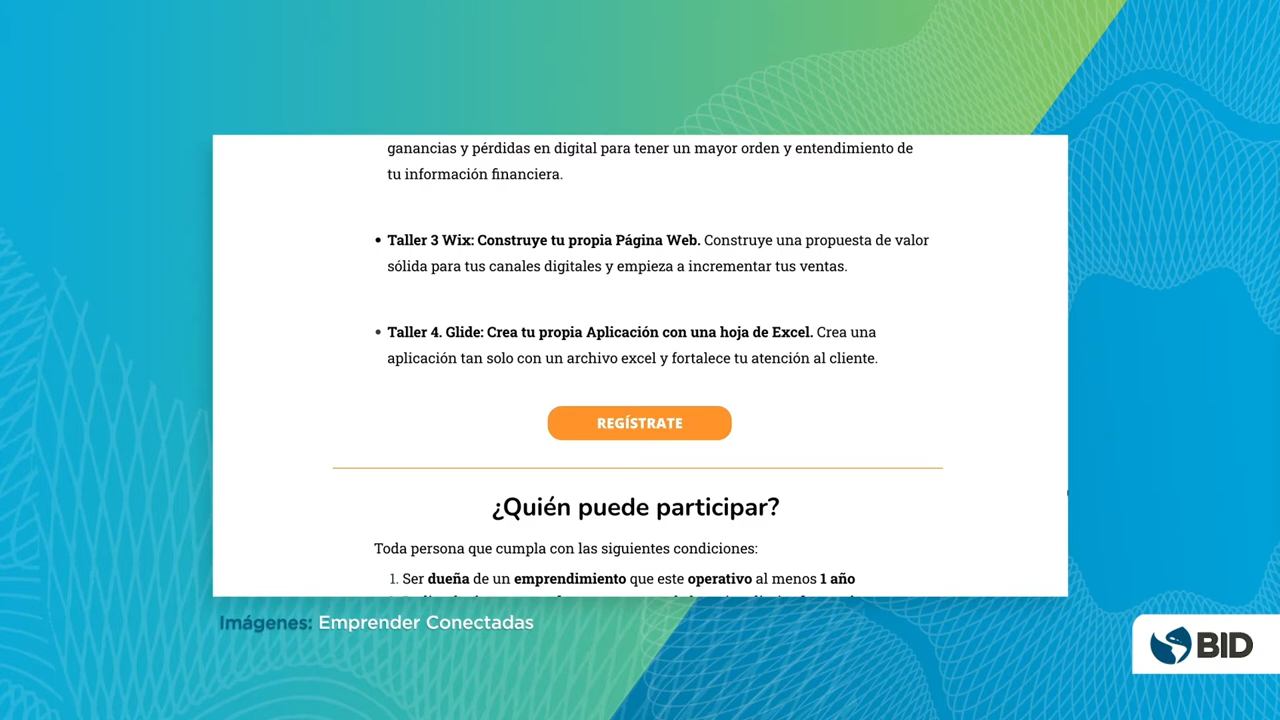 ganancias y pérdidas en digital para tener un mayor orden y entendimiento de
tu información financiera.
• Taller 3 Wix: Construye tu propia Página Web. Construye una propuesta de valor
sólida para tus canales digitales y empieza a incrementar tus ventas.
• Taller 4. Glide: Crea tu propia Aplicación con una hoja de Excel. Crea una
aplicación tan solo con un archivo excel y fortalece tu atención al cliente.
REGÍSTRATE
¿Quién puede participar?
Toda persona que cumpla con las siguientes condiciones:
1. Ser dueña de un emprendimiento que este operativo al menos 1 año
Imágenes: Emprender Conectadas
BID